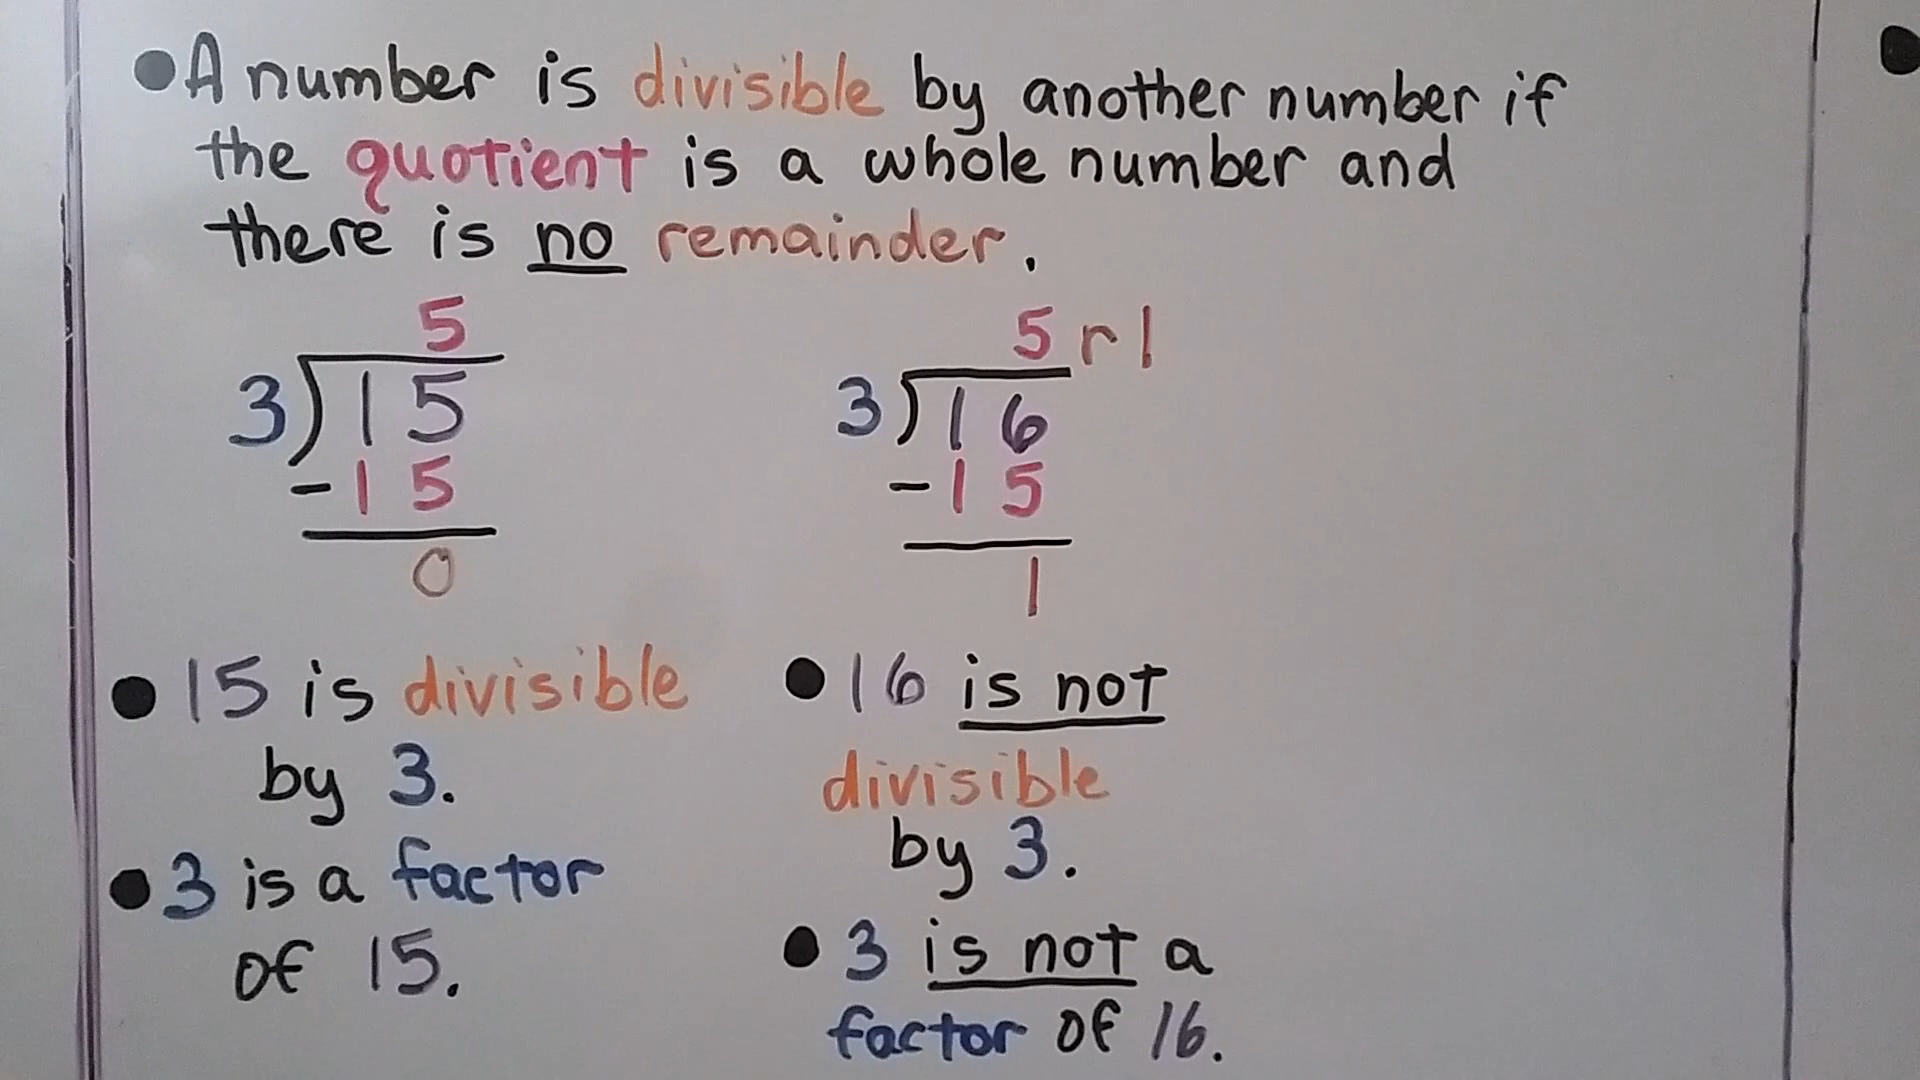 • A number is divisible by another number if
the quotient is a whole number and
there is no remainder.
5
3)15
-15
0
5 r1
3)16
-15
1
• 15 is divisible
by 3.
• 3 is a factor
of 15.
• 16 is not
divisible
by 3.
• 3 is not a
factor of 16.